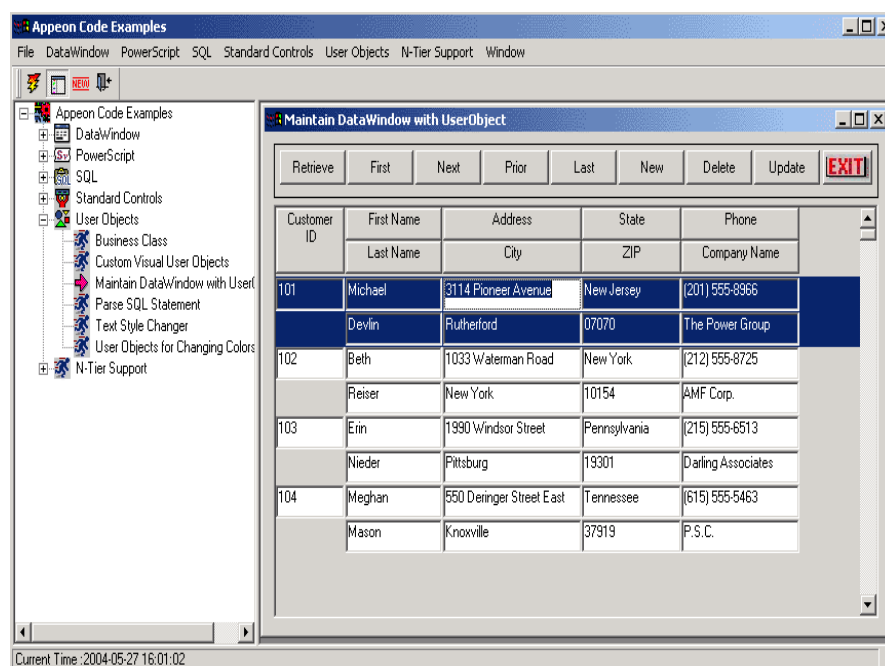 Appeon Code Examples
File DataWindow PowerScript SQL Standard Controls User Objects N-Tier Support Window
NEW
Appeon Code Examples
DataWindow
PowerScript
SQL
Standard Controls
User Objects
Business Class
Custom Visual User Objects
Maintain DataWindow with User
Parse SQL Statement
Text Style Changer
User Objects for Changing Colors
N-Tier Support
Maintain DataWindow with UserObject
Retrieve First Next Prior Last New Delete Update EXIT
Customer ID First Name Address State Phone
Last Name City ZIP Company Name
101 Michael 3114 Pioneer Avenue New Jersey (201) 555-8966
Devlin Rutherford 07070 The Power Group
102 Beth 1033 Waterman Road New York (212) 555-8725
Reiser New York 10154 AMF Corp.
103 Erin 1990 Windsor Street Pennsylvania (215) 555-6513
Nieder Pittsburg 19301 Darling Associates
104 Meghan 550 Deringer Street East Tennessee (615) 555-5463
Mason Knoxville 37919 P.S.C.
Current Time :2004-05-27 16:01:02